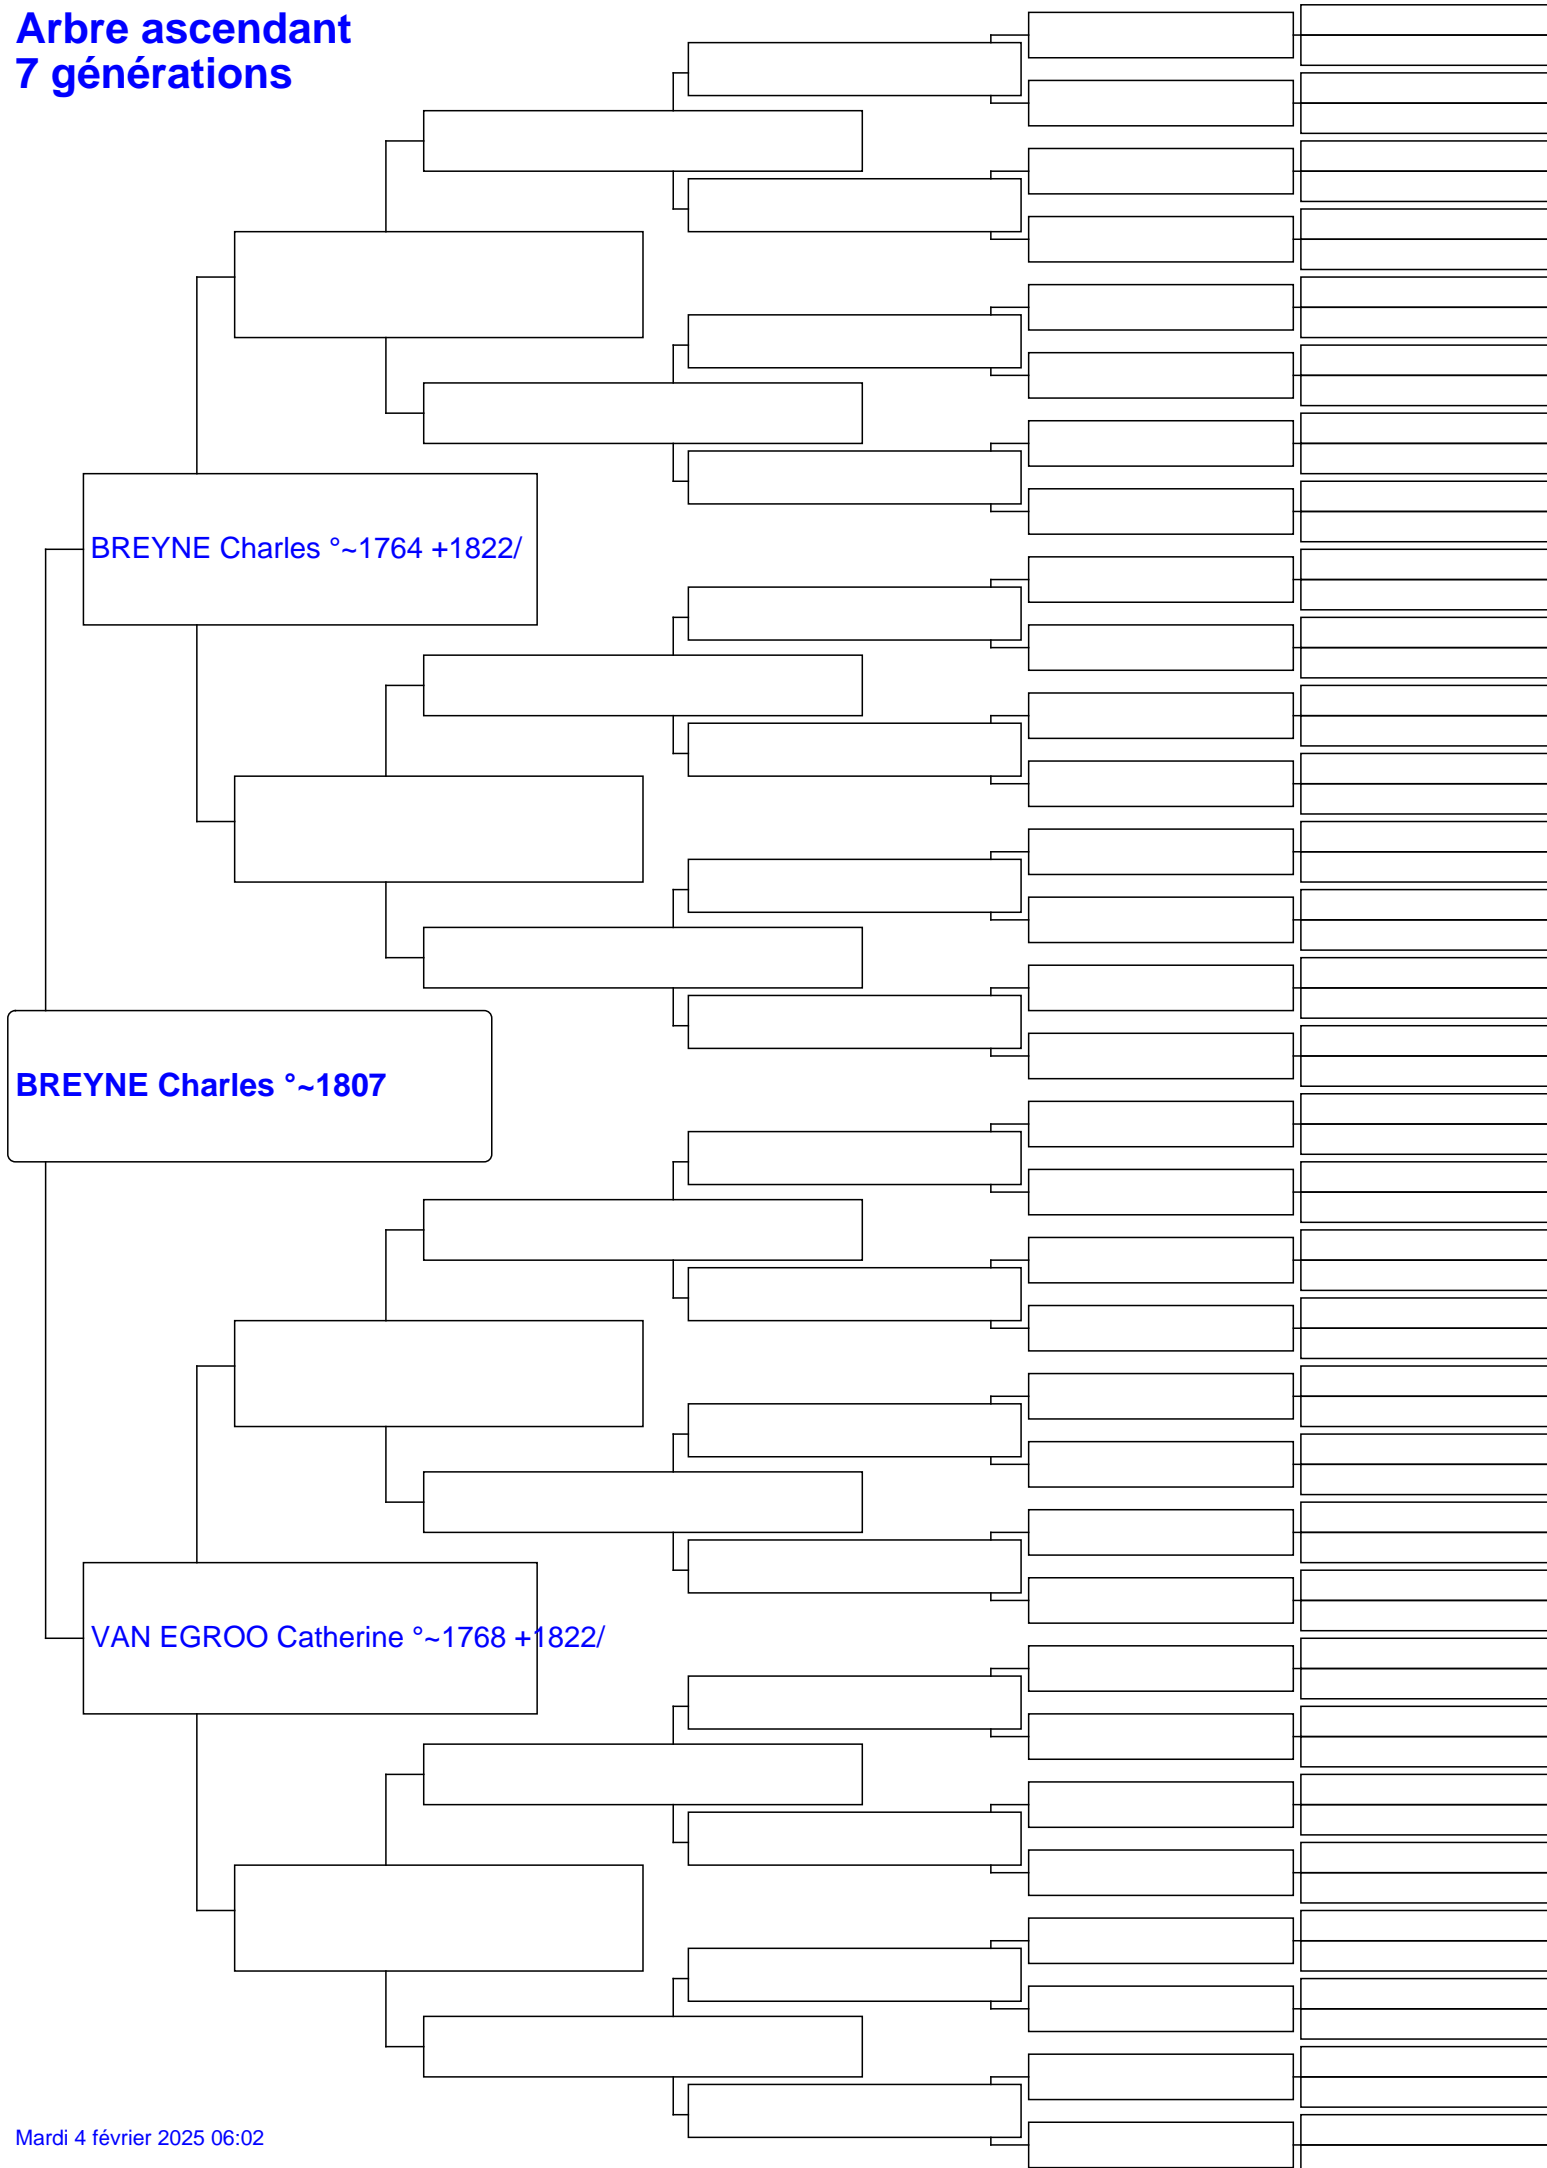 Arbre ascendant
7 générations
BREYNE Charles °~1764 +1822/
BREYNE Charles °~1807
VAN EGROO Catherine °~1768 +1822/
Mardi 4 février 2025 06:02